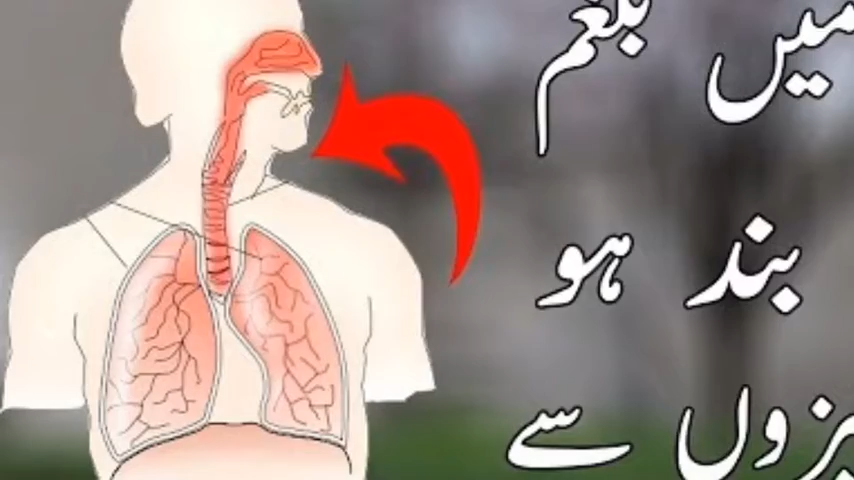 میں بلغم
بند ہو
سے